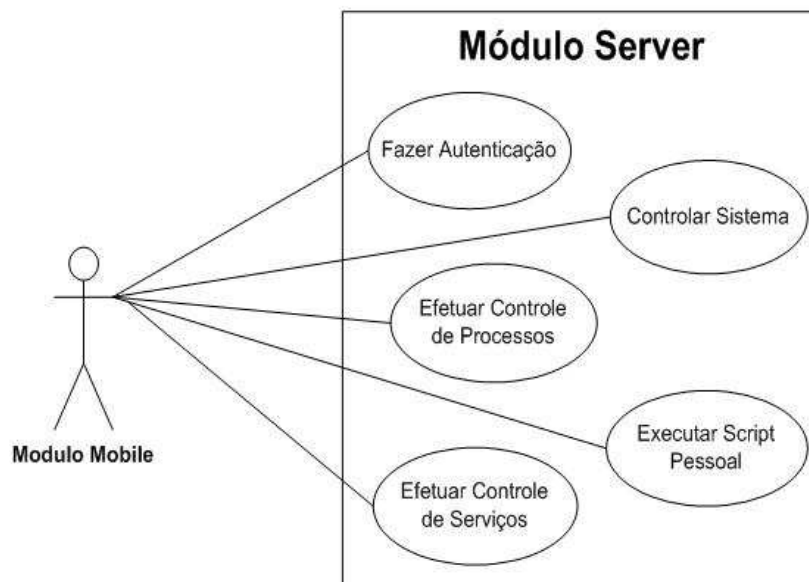 Módulo Server
Fazer Autenticação
Controlar Sistema
Efetuar Controle
de Processos
Executar Script
Pessoal
Modulo Mobile
Efetuar Controle
de Serviços